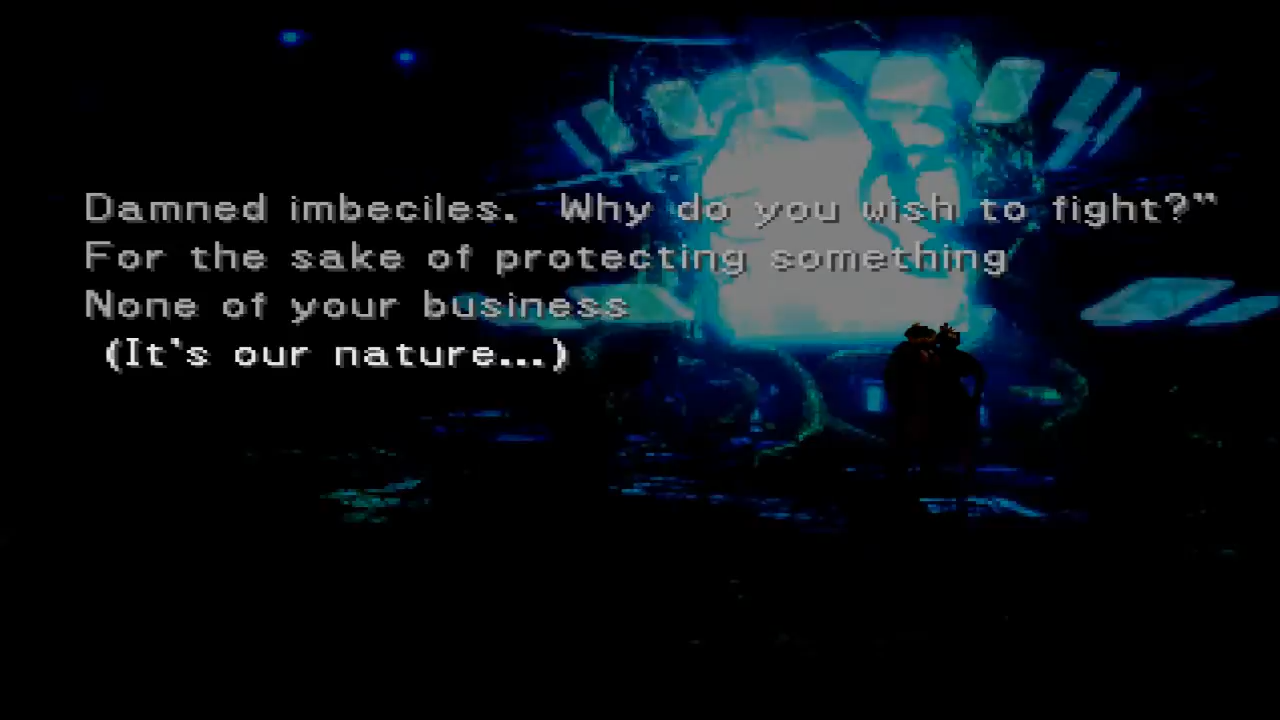 Damned imbeciles.  Why do you wish to fight?”
For the sake of protecting something
None of your business
(It's our nature...)